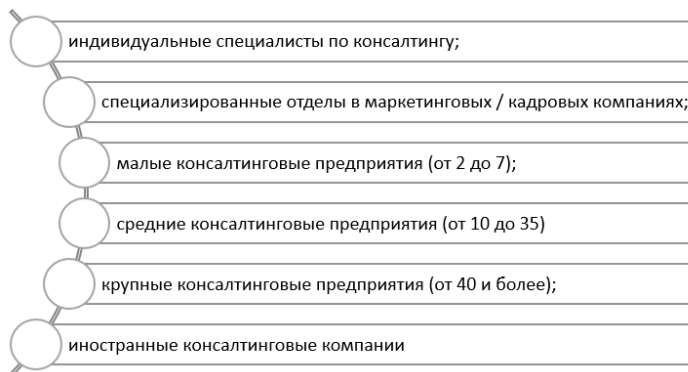 индивидуальные специалисты по консалтингу;
специализированные отделы в маркетинговых / кадровых компаниях;
малые консалтинговые предприятия (от 2 до 7);
средние консалтинговые предприятия (от 10 до 35)
крупные консалтинговые предприятия (от 40 и более);
иностранные консалтинговые компании